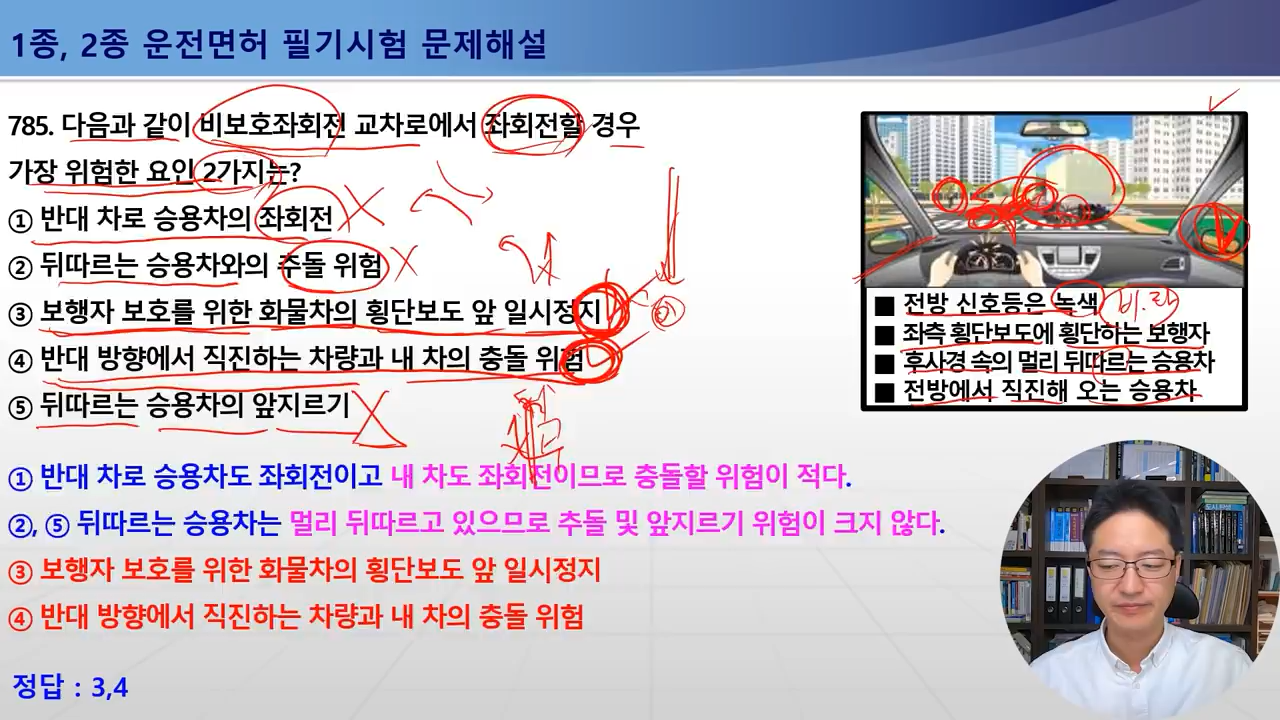 1종, 2종 운전면허 필기시험 문제해설
785. 다음과 같이 비보호좌회전 교차로에서 좌회전할 경우
가장 위험한 요인 2가지는?
① 반대 차로 승용차의 좌회전
② 뒤따르는 승용차와의 추돌 위험
③ 보행자 보호를 위한 화물차의 횡단보도 앞 일시정지
④ 반대 방향에서 직진하는 차량과 내 차의 충돌 위험
⑤ 뒤따르는 승용차의 앞지르기
■ 전방 신호등은 녹색
■ 좌측 횡단보도에 횡단하는 보행자
■ 후사경 속의 멀리 뒤따르는 승용차
■ 전방에서 직진해 오는 승용차
① 반대 차로 승용차도 좌회전이고 내 차도 좌회전이므로 충돌할 위험이 적다.
②, ⑤ 뒤따르는 승용차는 멀리 뒤따르고 있으므로 추돌 및 앞지르기 위험이 크지 않다.
③ 보행자 보호를 위한 화물차의 횡단보도 앞 일시정지
④ 반대 방향에서 직진하는 차량과 내 차의 충돌 위험
정답 : 3,4